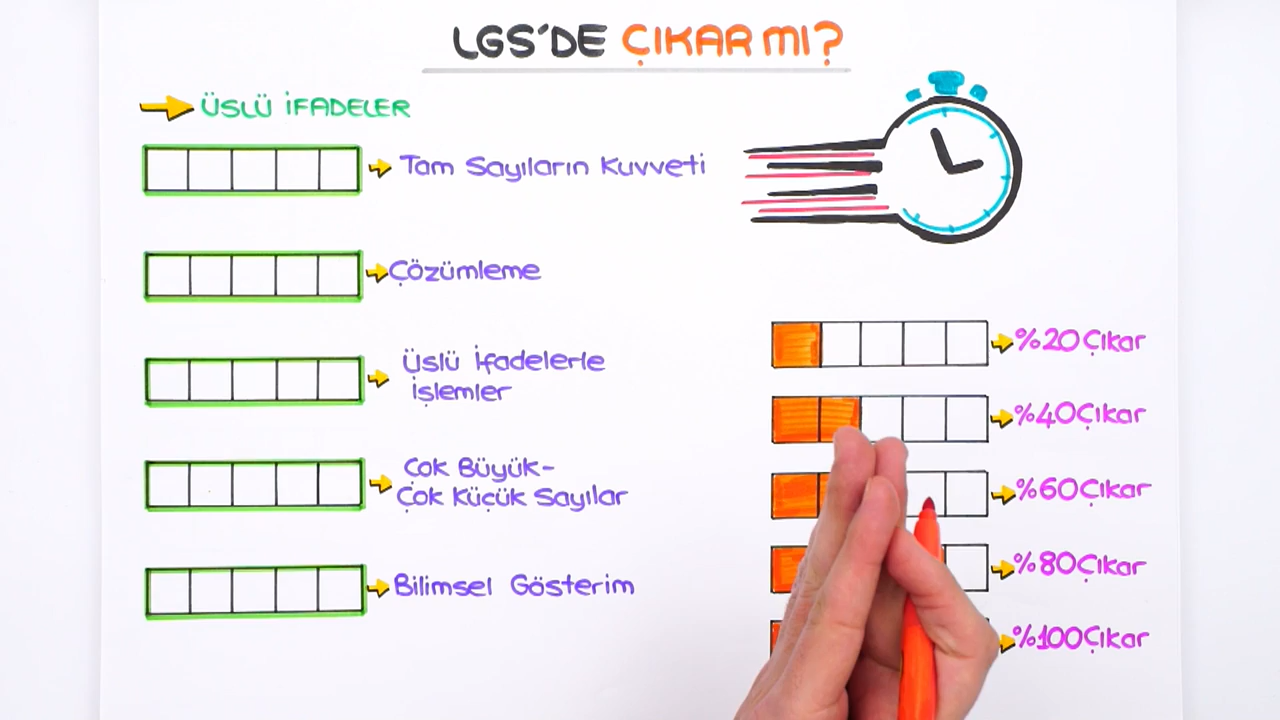 LGS'DE ÇIKAR MI?
ÜSLÜ İFADELER
Tam Sayıların Kuvveti
Çözümleme
Üslü İfadelerle
İşlemler
Çok Büyük-
Çok Küçük Sayılar
Bilimsel Gösterim
%20 Çıkar
%40 Çıkar
%60 Çıkar
%80 Çıkar
%100 Çıkar